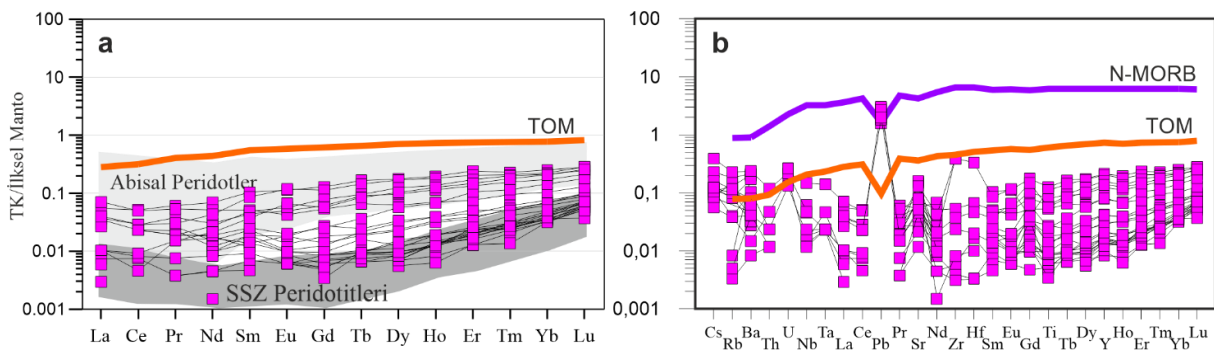 100
10
1
0.1
0.01
0.001
TK/İlksel Manto
a
TOM
Abisal Peridotler
SSZ Peridotitleri
La Ce Pr Nd Sm Eu Gd Tb Dy Ho Er Tm Yb Lu
100
10
1
0,1
0,01
0,001
b
N-MORB
TOM
Cs Rb Ba Th U Nb Ta La Ce Pb Pr Sr Nd Zr Hf Sm Eu Gd Ti Tb Dy Y Ho Er Tm Yb Lu